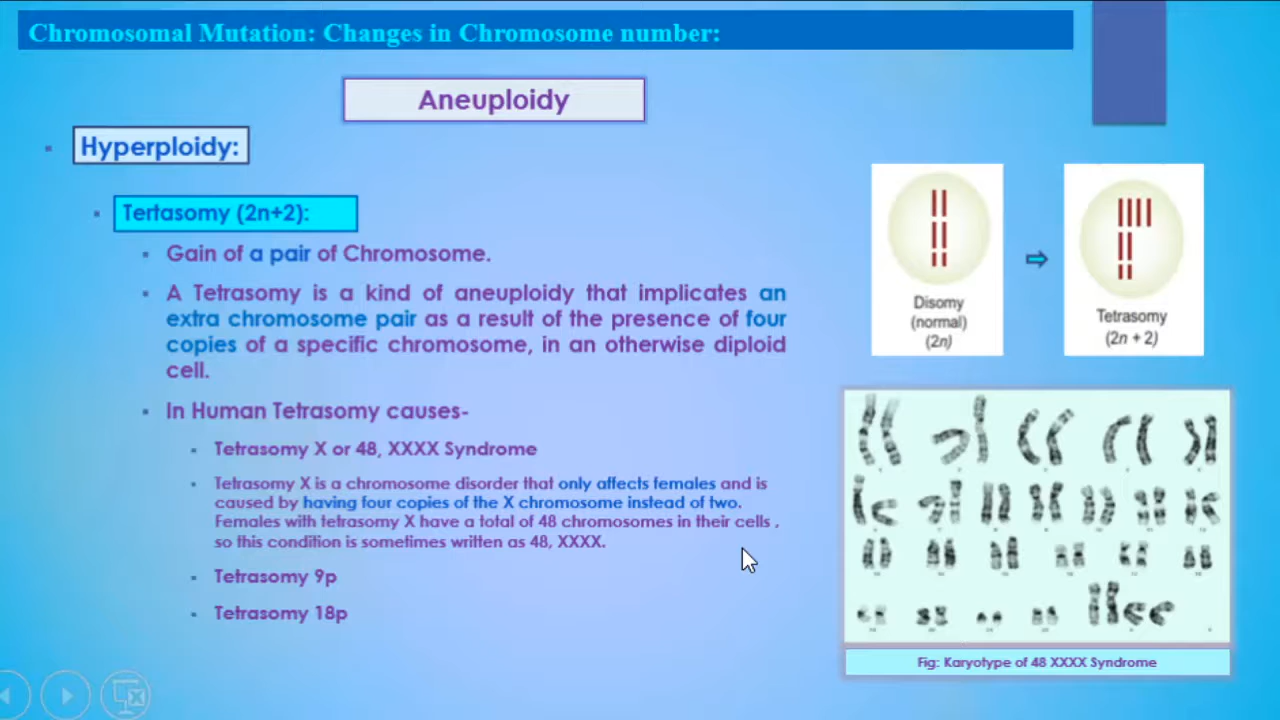 Chromosomal Mutation: Changes in Chromosome number:
Aneuploidy
Hyperploidy:
Tertasomy (2n+2):
Gain of a pair of Chromosome.
A Tetrasomy is a kind of aneuploidy that implicates an
extra chromosome pair as a result of the presence of four
copies of a specific chromosome, in an otherwise diploid
cell.
In Human Tetrasomy causes-
Tetrasomy X or 48, XXXX Syndrome
Tetrasomy X is a chromosome disorder that only affects females and is
caused by having four copies of the X chromosome instead of two.
Females with tetrasomy X have a total of 48 chromosomes in their cells ,
so this condition is sometimes written as 48, XXXX.
Tetrasomy 9p
Tetrasomy 18p
Disomy
(normal)
(2n)
Tetrasomy
(2n + 2)
Fig: Karyotype of 48 XXXX Syndrome